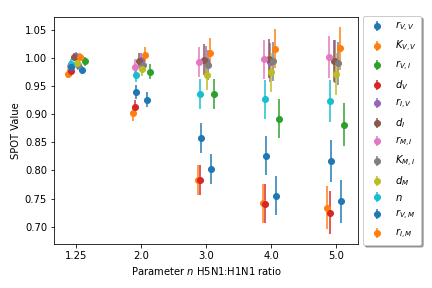 1.05
1.00
0.95
0.90
0.85
0.80
0.75
0.70
SPOT Value
1.25
2.0
3.0
4.0
5.0
Parameter n H5N1:H1N1 ratio
r_{V, V}
K_{V, V}
r_{V, I}
d_V
r_{I, V}
d_I
r_{M, I}
K_{M, I}
d_M
n
r_{V, M}
r_{I, M}